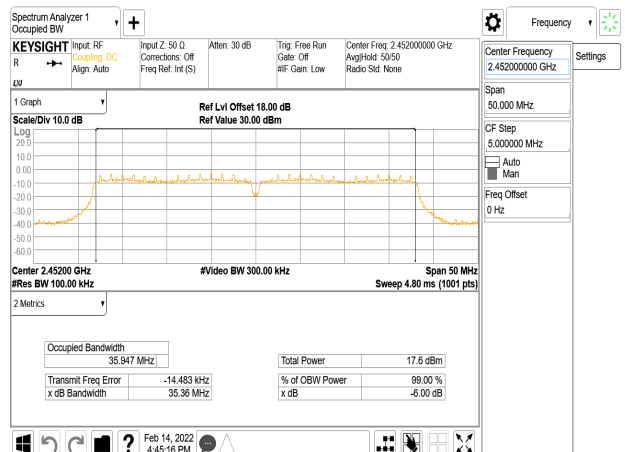 Spectrum Analyzer 1
Occupied BW
Frequency
KEYSIGHT
R
Input: RF
Coupling: DC
Align: Auto
Input Z: 50 Ω
Corrections: Off
Freq Ref: Int (S)
Atten: 30 dB
Trig: Free Run
Gate: Off
#IF Gain: Low
Center Freq: 2.452000000 GHz
Avg|Hold: 50/50
Radio Std: None
Center Frequency
2.452000000 GHz
Settings
Span
50.000 MHz
CF Step
5.000000 MHz
Auto
Man
Freq Offset
0 Hz
1 Graph
Scale/Div 10.0 dB
Ref Lvl Offset 18.00 dB
Ref Value 30.00 dBm
Log
20.0
10.0
0.00
-10.0
-20.0
-30.0
-40.0
-50.0
-60.0
Center 2.45200 GHz
#Video BW 300.00 kHz
Span 50 MHz
#Res BW 100.00 kHz
Sweep 4.80 ms (1001 pts)
2 Metrics
Occupied Bandwidth
35.947 MHz
Total Power 17.6 dBm
Transmit Freq Error -14.483 kHz
% of OBW Power 99.00 %
x dB Bandwidth 35.36 MHz
x dB -6.00 dB
?
Feb 14, 2022
4:45:16 PM